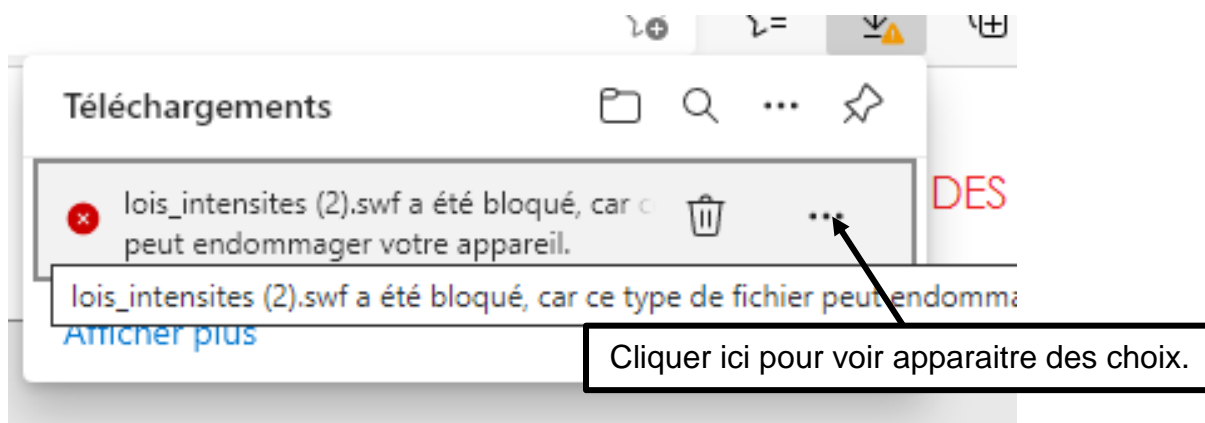 Téléchargements
DES
lois_intensites (2).swf a été bloqué, car c
peut endommager votre appareil.
lois_intensites (2).swf a été bloqué, car ce type de fichier peut endomma
Afficher plus
Cliquer ici pour voir apparaitre des choix.